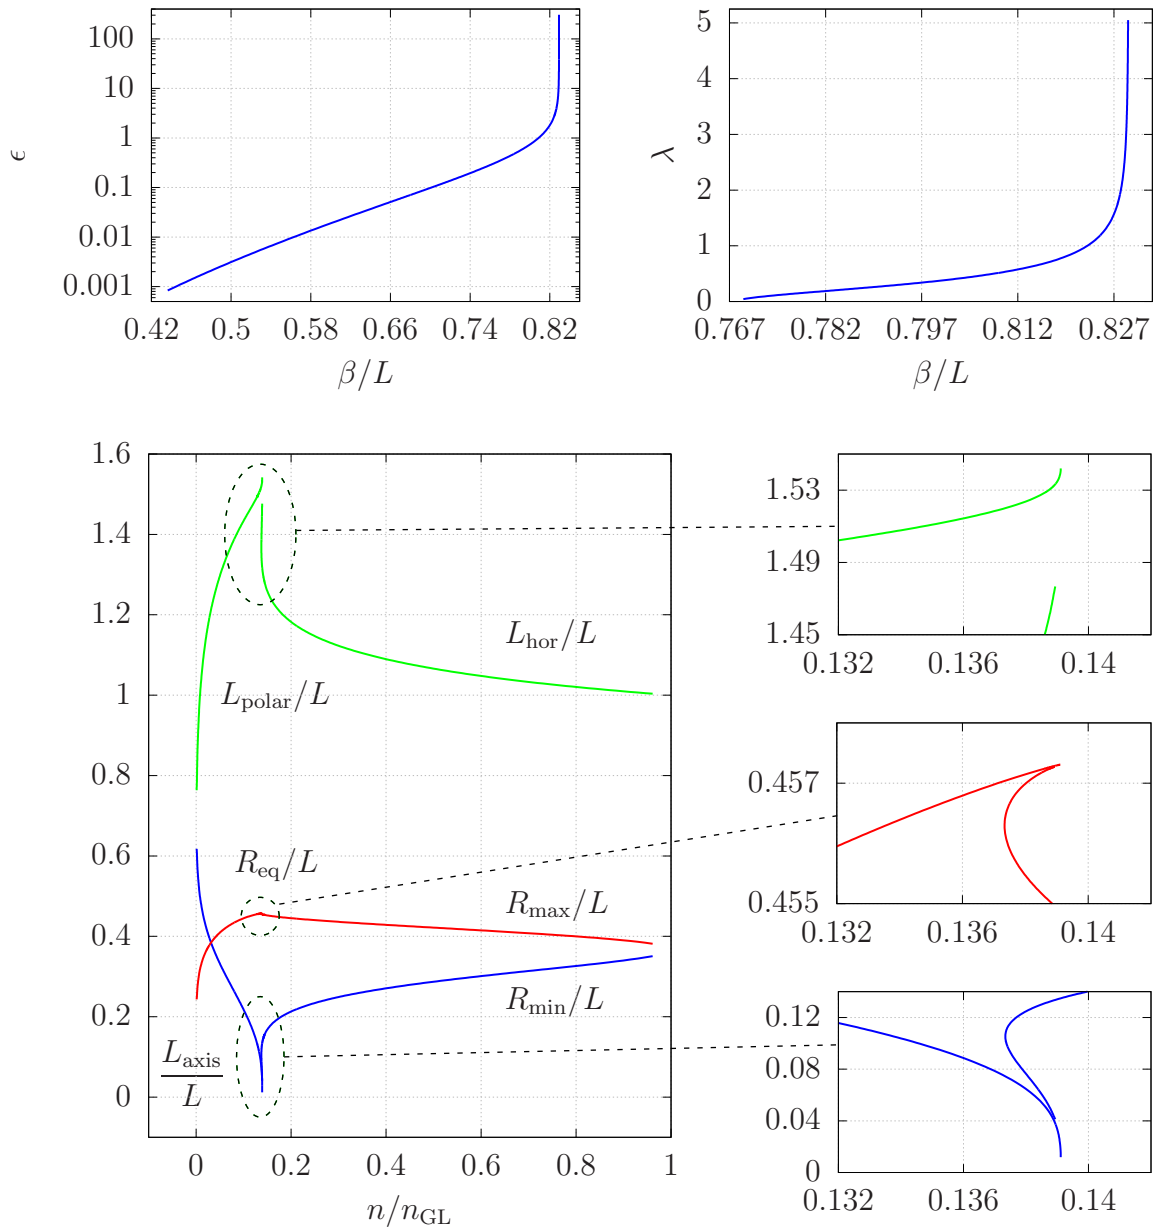 100
10
1
0.1
0.01
0.001
ϵ
0.42 0.5 0.58 0.66 0.74 0.82
β/L
5
4
3
2
1
0
λ
0.767 0.782 0.797 0.812 0.827
β/L
1.6
1.4
1.2
1
0.8
0.6
0.4
0.2
0
L_hor/L
L_polar/L
R_eq/L
R_max/L
R_min/L
L_axis
L
0 0.2 0.4 0.6 0.8 1
n/n_GL
1.53
1.49
1.45
0.132 0.136 0.14
0.457
0.455
0.132 0.136 0.14
0.12
0.08
0.04
0
0.132 0.136 0.14